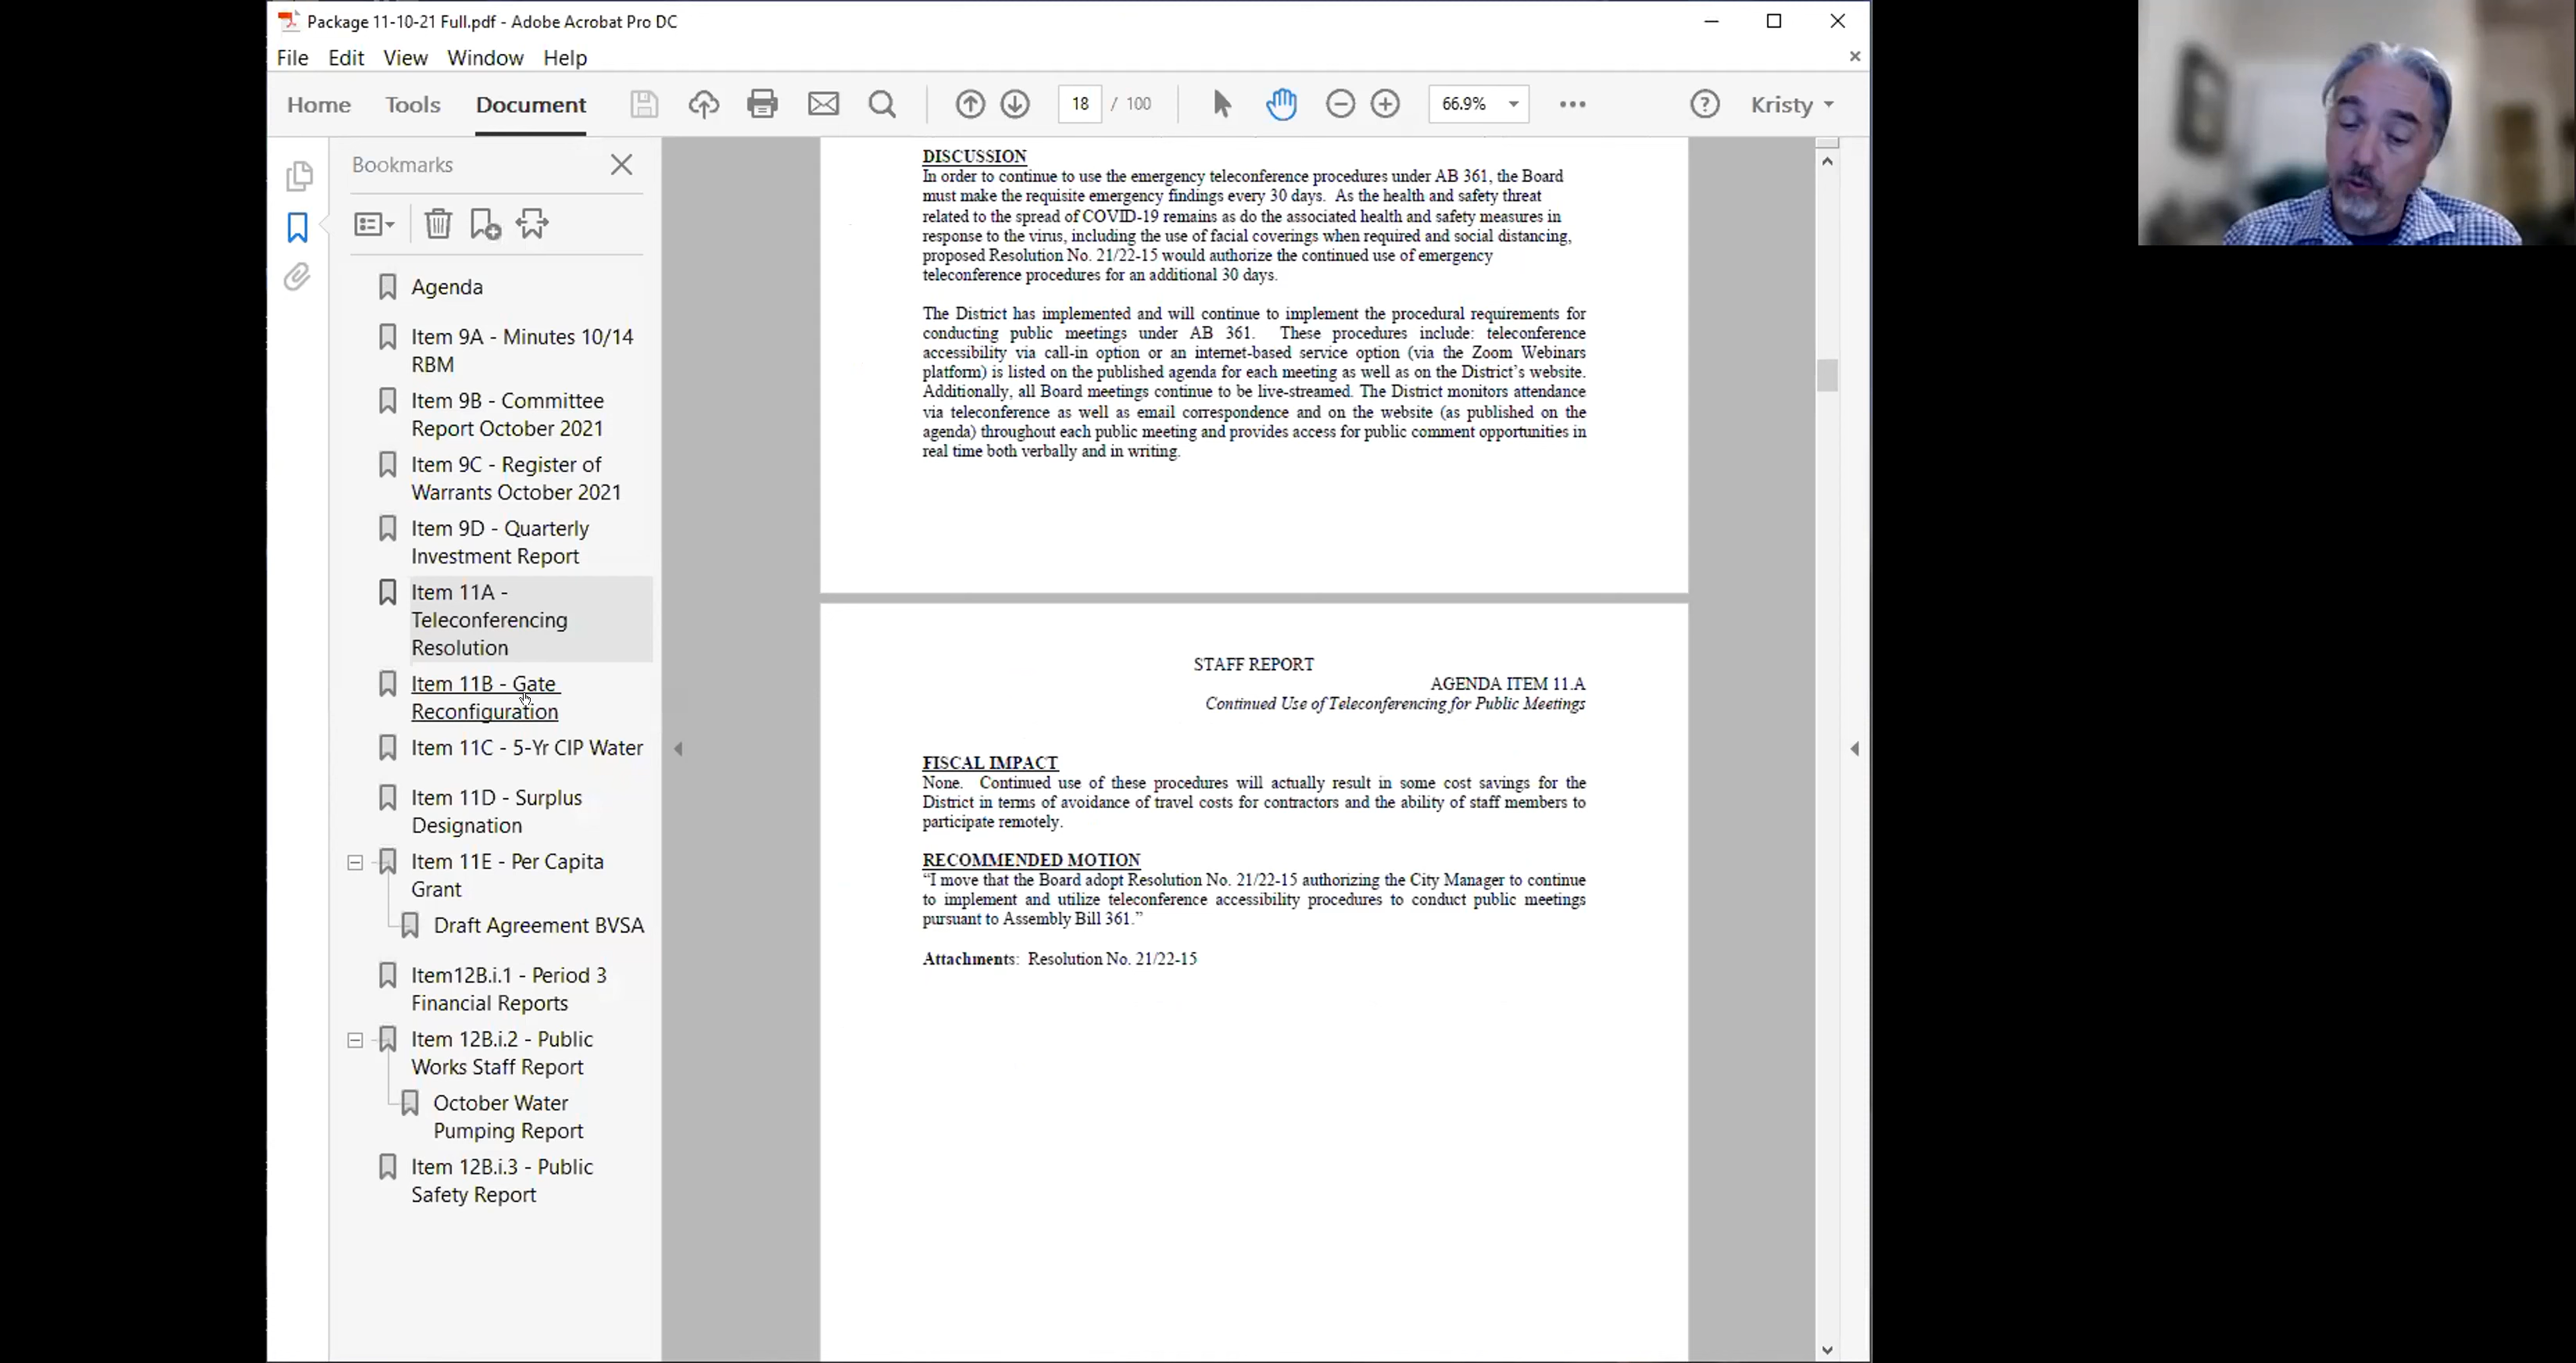 Package 11-10-21 Full.pdf - Adobe Acrobat Pro DC
File Edit View Window Help
Home Tools Document 18 / 100 66.9% Kristy
Bookmarks
Agenda
Item 9A - Minutes 10/14
RBM
Item 9B - Committee
Report October 2021
Item 9C - Register of
Warrants October 2021
Item 9D - Quarterly
Investment Report
Item 11A -
Teleconferencing
Resolution
Item 11B - Gate
Reconfiguration
Item 11C - 5-Yr CIP Water
Item 11D - Surplus
Designation
Item 11E - Per Capita
Grant
Draft Agreement BVSA
Item12B.i.1 - Period 3
Financial Reports
Item 12B.i.2 - Public
Works Staff Report
October Water
Pumping Report
Item 12B.i.3 - Public
Safety Report
DISCUSSION
In order to continue to use the emergency teleconference procedures under AB 361, the Board
must make the requisite emergency findings every 30 days. As the health and safety threat
related to the spread of COVID-19 remains as do the associated health and safety measures in
response to the virus, including the use of facial coverings when required and social distancing,
proposed Resolution No. 21/22-15 would authorize the continued use of emergency
teleconference procedures for an additional 30 days.
The District has implemented and will continue to implement the procedural requirements for
conducting public meetings under AB 361. These procedures include: teleconference
accessibility via call-in option or an internet-based service option (via the Zoom Webinars
platform) is listed on the published agenda for each meeting as well as on the District's website.
Additionally, all Board meetings continue to be live-streamed. The District monitors attendance
via teleconference as well as email correspondence and on the website (as published on the
agenda) throughout each public meeting and provides access for public comment opportunities in
real time both verbally and in writing.
STAFF REPORT
AGENDA ITEM 11.A
Continued Use of Teleconferencing for Public Meetings
FISCAL IMPACT
None. Continued use of these procedures will actually result in some cost savings for the
District in terms of avoidance of travel costs for contractors and the ability of staff members to
participate remotely.
RECOMMENDED MOTION
“I move that the Board adopt Resolution No. 21/22-15 authorizing the City Manager to continue
to implement and utilize teleconference accessibility procedures to conduct public meetings
pursuant to Assembly Bill 361.”
Attachments: Resolution No. 21/22-15